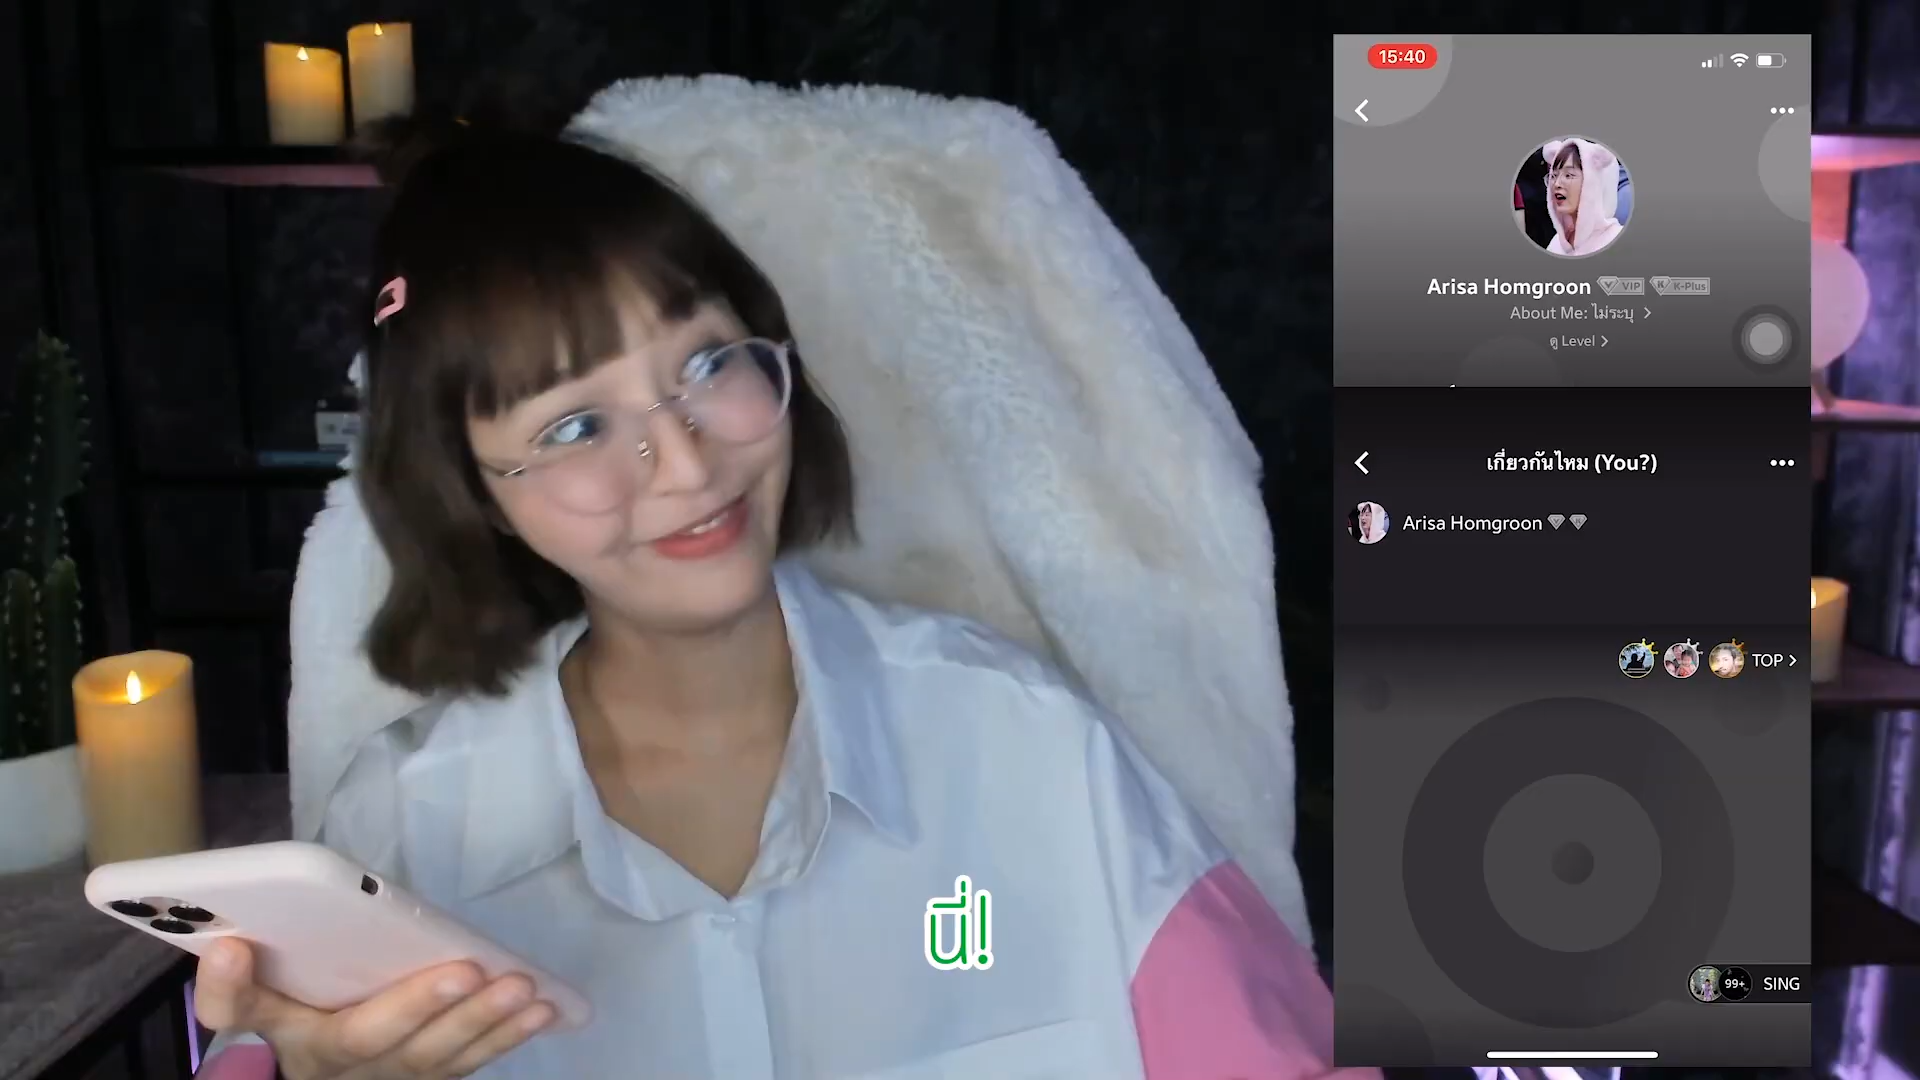 15:40
Arisa Homgroon VIP K-Plus
About Me: ไม่ระบุ
ดู Level
เกี่ยวกันไหม (You?)
Arisa Homgroon
TOP
นี่!
99+ SING